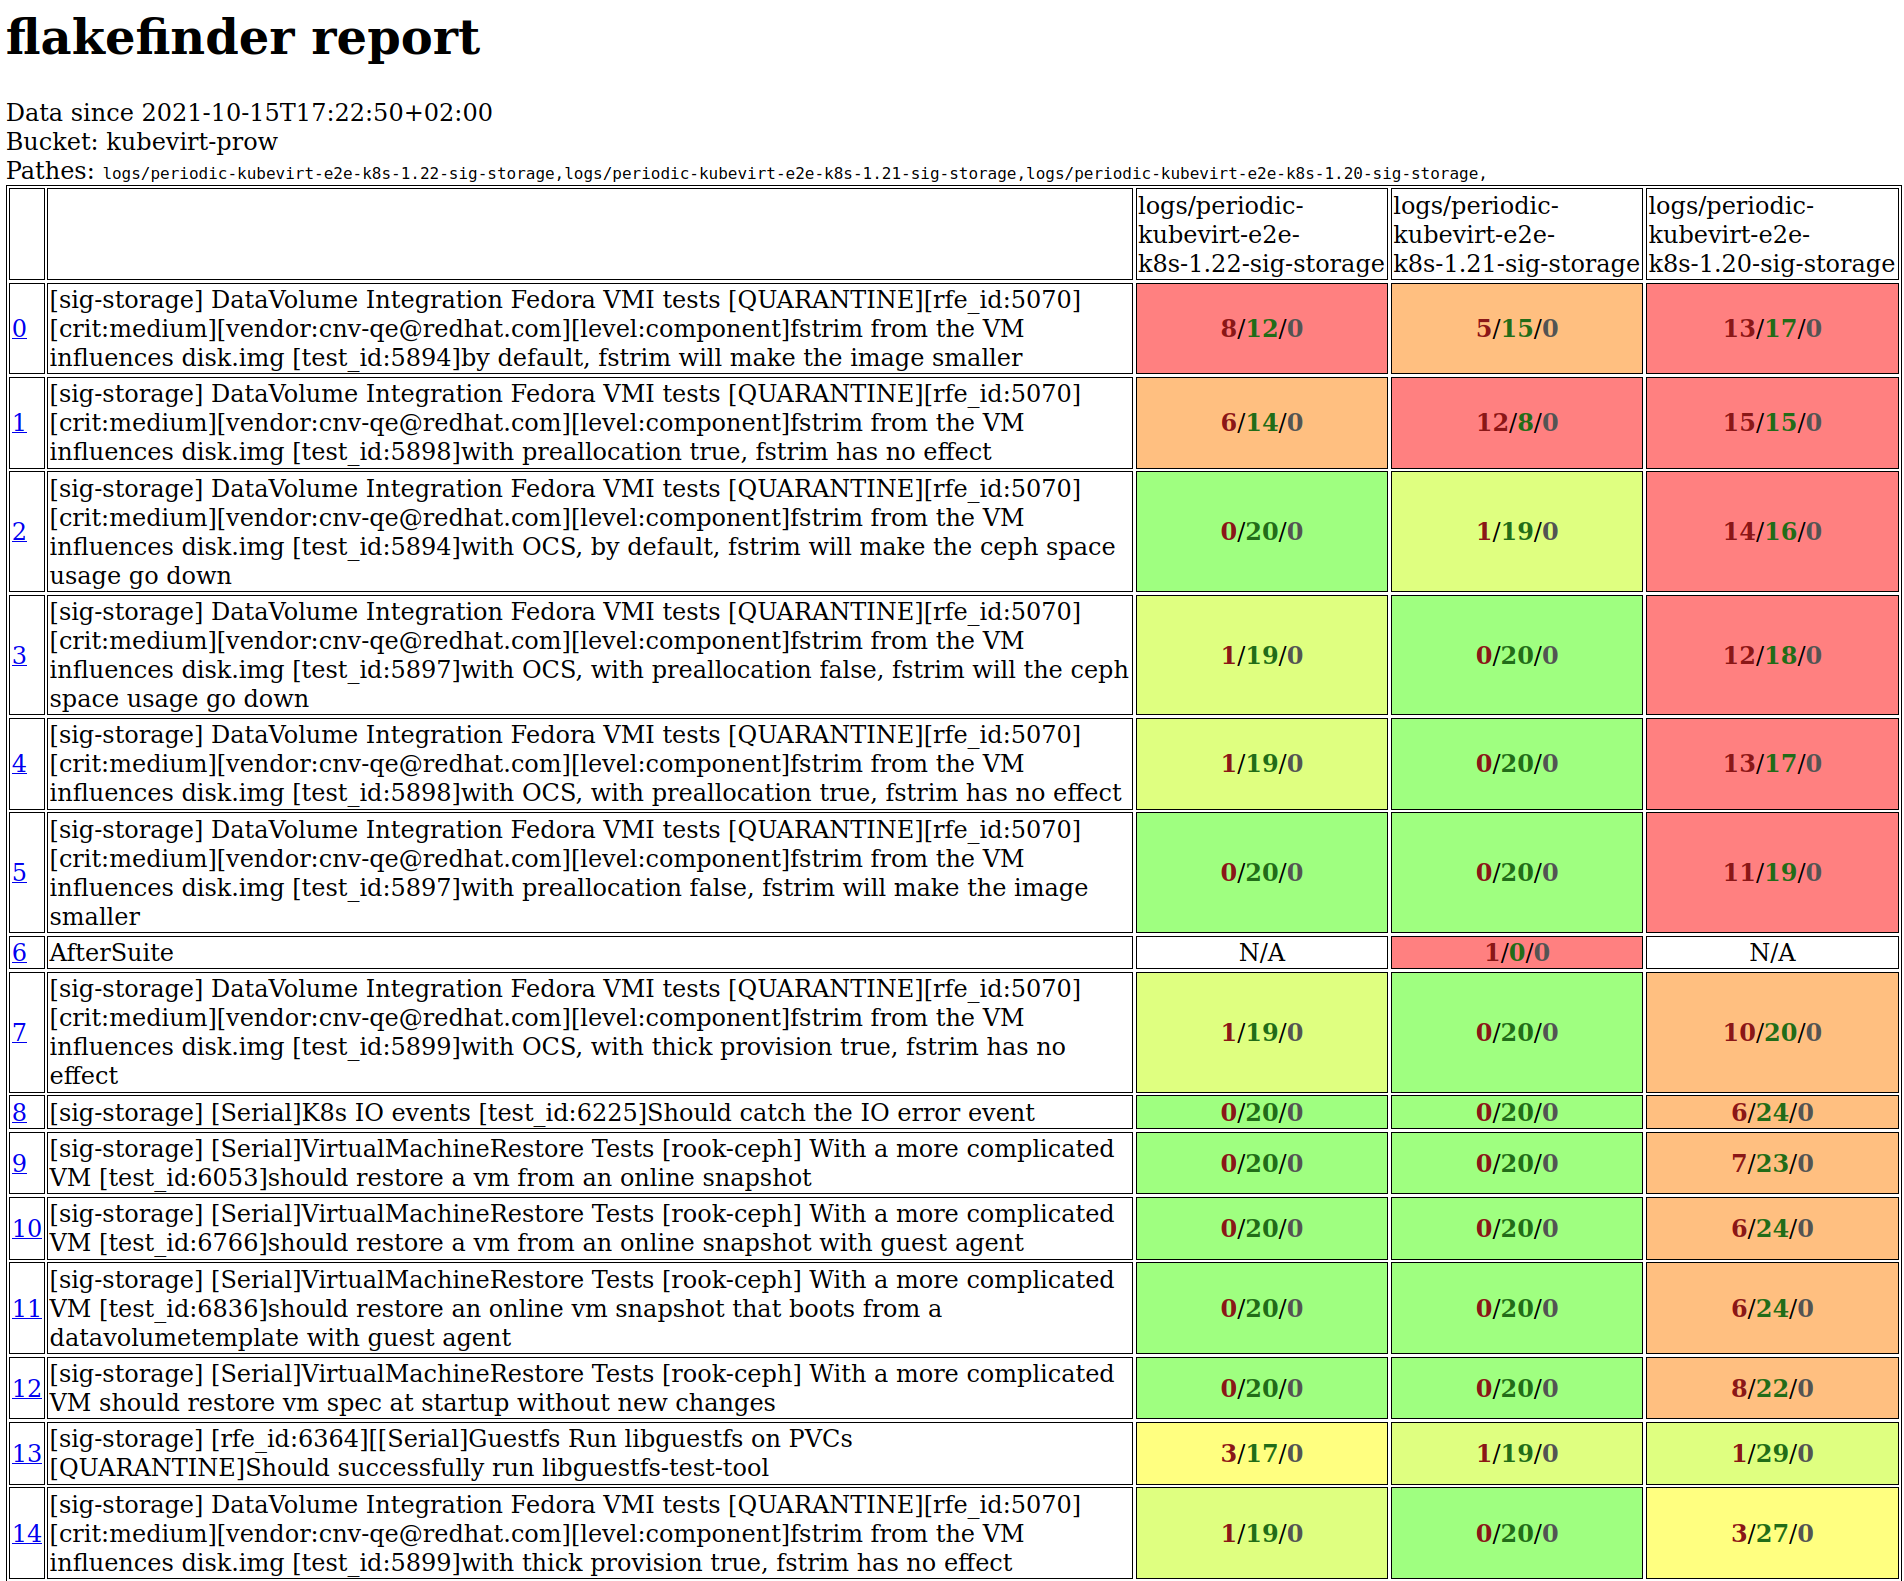 flakefinder report
Data since 2021-10-15T17:22:50+02:00
Bucket: kubevirt-prow
Pathes: logs/periodic-kubevirt-e2e-k8s-1.22-sig-storage,logs/periodic-kubevirt-e2e-k8s-1.21-sig-storage,logs/periodic-kubevirt-e2e-k8s-1.20-sig-storage,
logs/periodic-
kubevirt-e2e-
k8s-1.22-sig-storage
logs/periodic-
kubevirt-e2e-
k8s-1.21-sig-storage
logs/periodic-
kubevirt-e2e-
k8s-1.20-sig-storage
0
[sig-storage] DataVolume Integration Fedora VMI tests [QUARANTINE][rfe_id:5070]
[crit:medium][vendor:cnv-qe@redhat.com][level:component]fstrim from the VM
influences disk.img [test_id:5894]by default, fstrim will make the image smaller
8/12/0
5/15/0
13/17/0
1
[sig-storage] DataVolume Integration Fedora VMI tests [QUARANTINE][rfe_id:5070]
[crit:medium][vendor:cnv-qe@redhat.com][level:component]fstrim from the VM
influences disk.img [test_id:5898]with preallocation true, fstrim has no effect
6/14/0
12/8/0
15/15/0
2
[sig-storage] DataVolume Integration Fedora VMI tests [QUARANTINE][rfe_id:5070]
[crit:medium][vendor:cnv-qe@redhat.com][level:component]fstrim from the VM
influences disk.img [test_id:5894]with OCS, by default, fstrim will make the ceph space
usage go down
0/20/0
1/19/0
14/16/0
3
[sig-storage] DataVolume Integration Fedora VMI tests [QUARANTINE][rfe_id:5070]
[crit:medium][vendor:cnv-qe@redhat.com][level:component]fstrim from the VM
influences disk.img [test_id:5897]with OCS, with preallocation false, fstrim will the ceph
space usage go down
1/19/0
0/20/0
12/18/0
4
[sig-storage] DataVolume Integration Fedora VMI tests [QUARANTINE][rfe_id:5070]
[crit:medium][vendor:cnv-qe@redhat.com][level:component]fstrim from the VM
influences disk.img [test_id:5898]with OCS, with preallocation true, fstrim has no effect
1/19/0
0/20/0
13/17/0
5
[sig-storage] DataVolume Integration Fedora VMI tests [QUARANTINE][rfe_id:5070]
[crit:medium][vendor:cnv-qe@redhat.com][level:component]fstrim from the VM
influences disk.img [test_id:5897]with preallocation false, fstrim will make the image
smaller
0/20/0
0/20/0
11/19/0
6
AfterSuite
N/A
1/0/0
N/A
7
[sig-storage] DataVolume Integration Fedora VMI tests [QUARANTINE][rfe_id:5070]
[crit:medium][vendor:cnv-qe@redhat.com][level:component]fstrim from the VM
influences disk.img [test_id:5899]with OCS, with thick provision true, fstrim has no
effect
1/19/0
0/20/0
10/20/0
8
[sig-storage] [Serial]K8s IO events [test_id:6225]Should catch the IO error event
0/20/0
0/20/0
6/24/0
9
[sig-storage] [Serial]VirtualMachineRestore Tests [rook-ceph] With a more complicated
VM [test_id:6053]should restore a vm from an online snapshot
0/20/0
0/20/0
7/23/0
10
[sig-storage] [Serial]VirtualMachineRestore Tests [rook-ceph] With a more complicated
VM [test_id:6766]should restore a vm from an online snapshot with guest agent
0/20/0
0/20/0
6/24/0
11
[sig-storage] [Serial]VirtualMachineRestore Tests [rook-ceph] With a more complicated
VM [test_id:6836]should restore an online vm snapshot that boots from a
datavolumetemplate with guest agent
0/20/0
0/20/0
6/24/0
12
[sig-storage] [Serial]VirtualMachineRestore Tests [rook-ceph] With a more complicated
VM should restore vm spec at startup without new changes
0/20/0
0/20/0
8/22/0
13
[sig-storage] [rfe_id:6364][[Serial]Guestfs Run libguestfs on PVCs
[QUARANTINE]Should successfully run libguestfs-test-tool
3/17/0
1/19/0
1/29/0
14
[sig-storage] DataVolume Integration Fedora VMI tests [QUARANTINE][rfe_id:5070]
[crit:medium][vendor:cnv-qe@redhat.com][level:component]fstrim from the VM
influences disk.img [test_id:5899]with thick provision true, fstrim has no effect
1/19/0
0/20/0
3/27/0